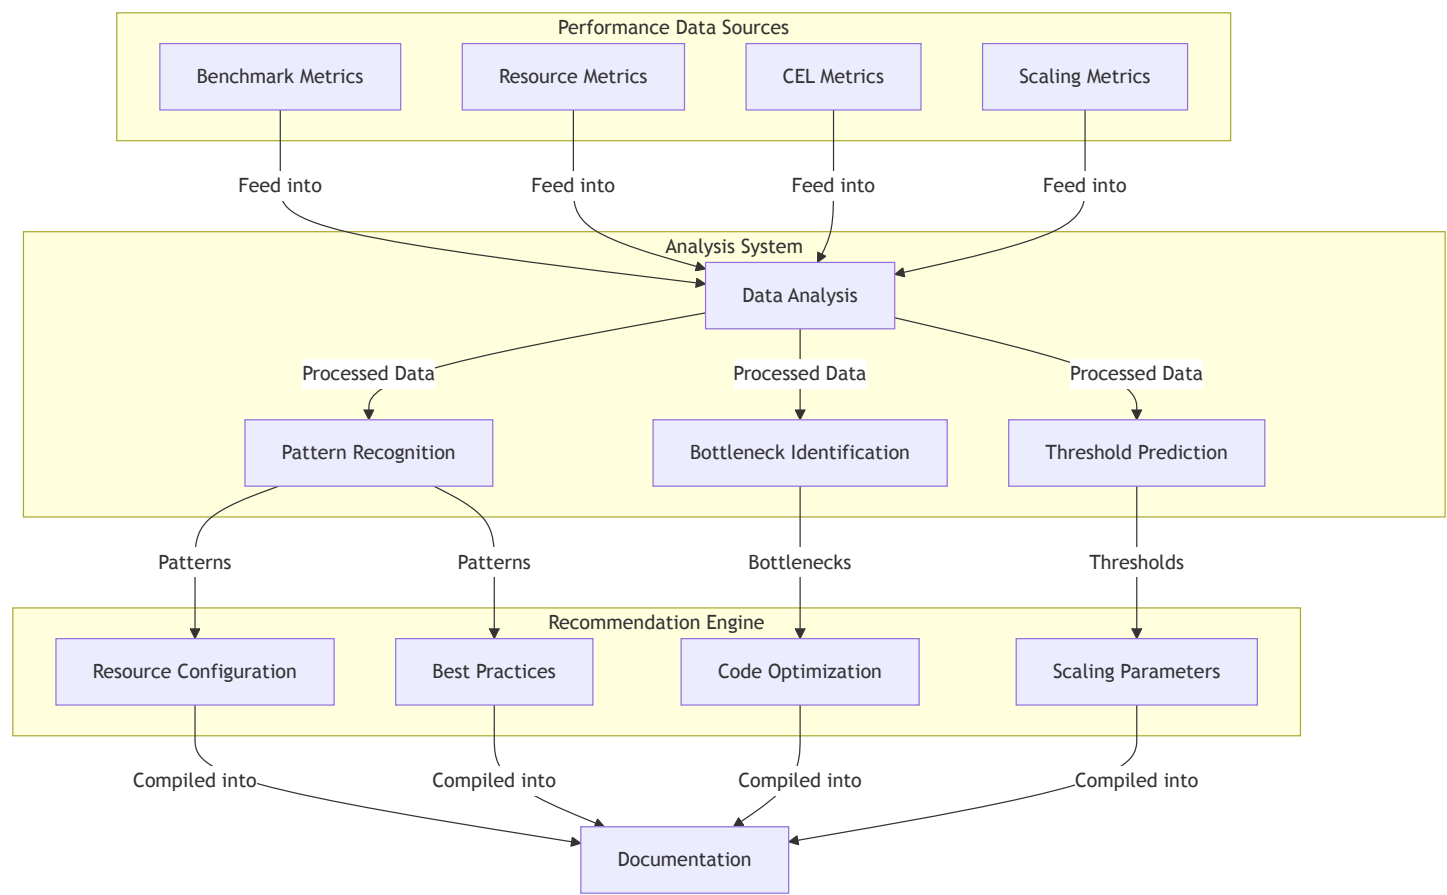 Performance Data Sources
Benchmark Metrics
Resource Metrics
CEL Metrics
Scaling Metrics
Feed into
Feed into
Feed into
Feed into
Analysis System
Data Analysis
Processed Data
Processed Data
Processed Data
Pattern Recognition
Bottleneck Identification
Threshold Prediction
Patterns
Patterns
Bottlenecks
Thresholds
Recommendation Engine
Resource Configuration
Best Practices
Code Optimization
Scaling Parameters
Compiled into
Compiled into
Compiled into
Compiled into
Documentation